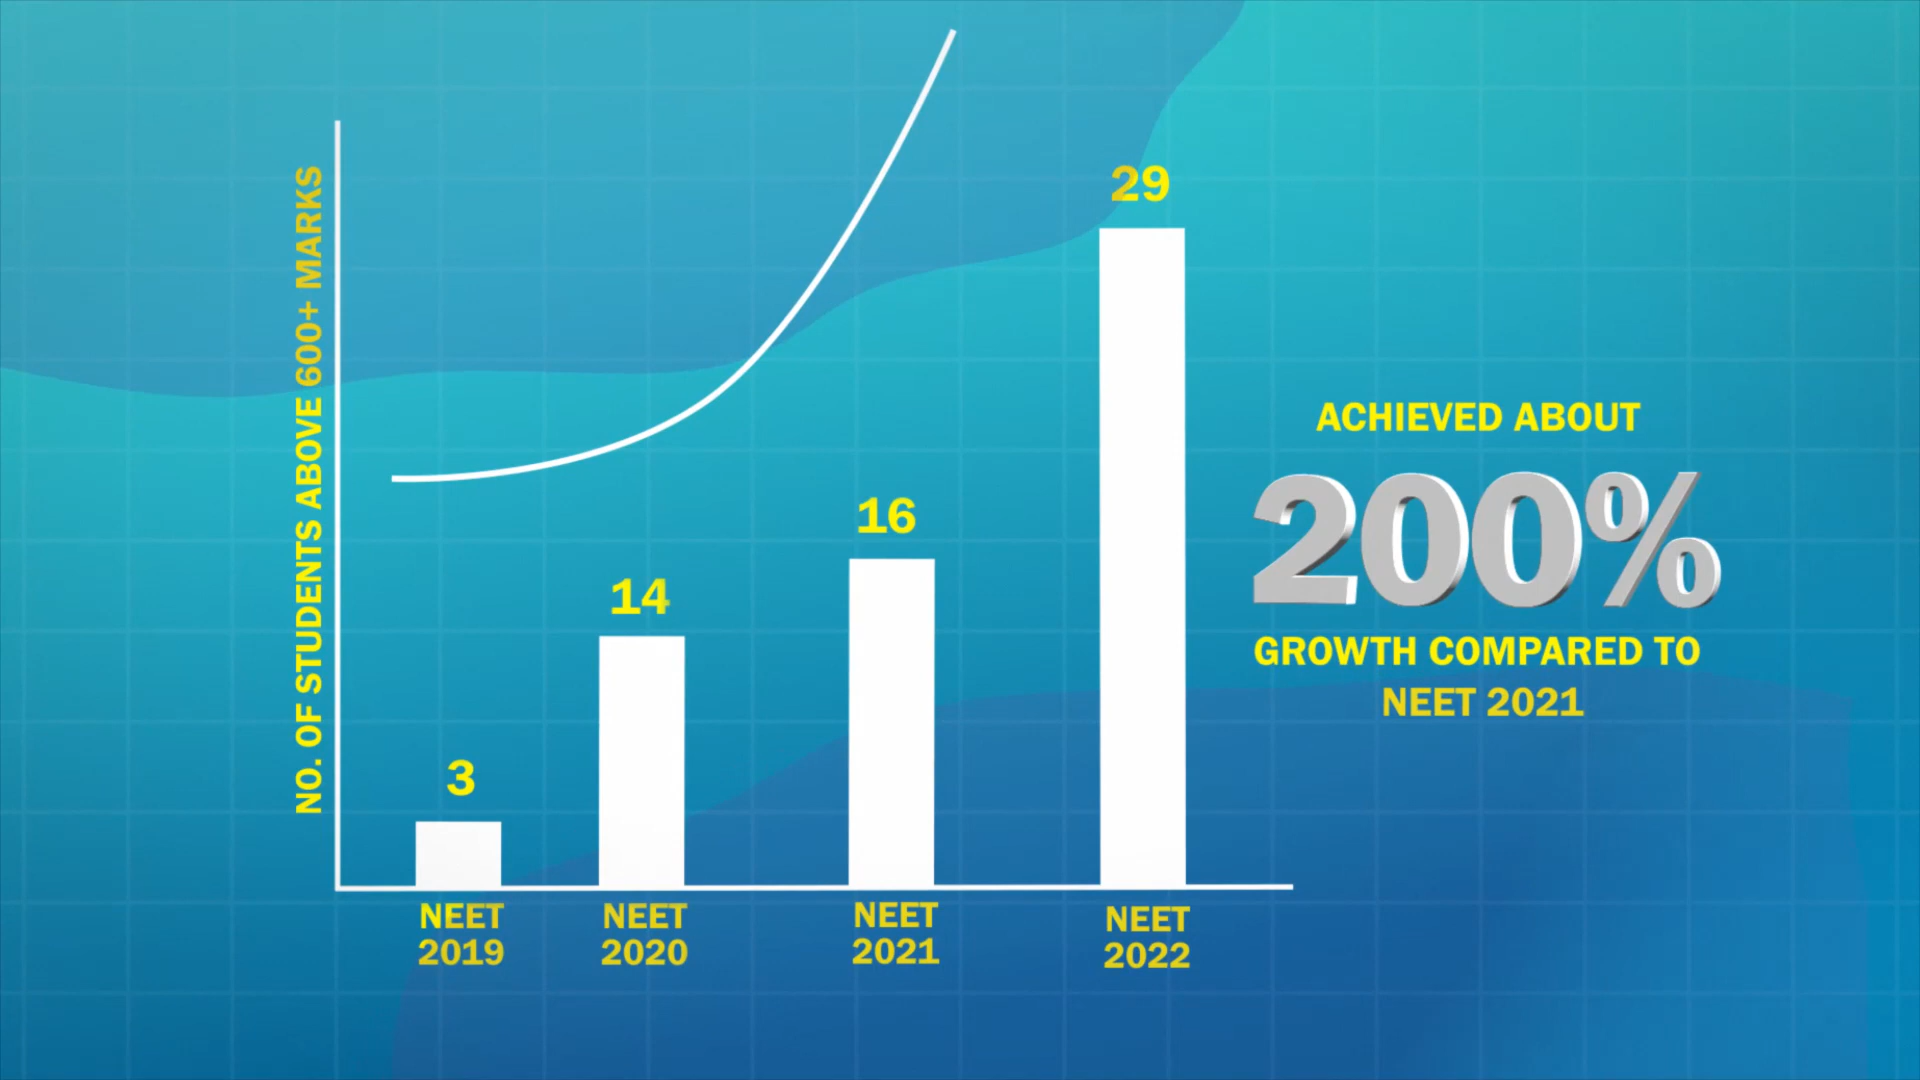 NO. OF STUDENTS ABOVE 600+ MARKS
3
14
16
29
NEET
2019
NEET
2020
NEET
2021
NEET
2022
ACHIEVED ABOUT
200%
GROWTH COMPARED TO
NEET 2021